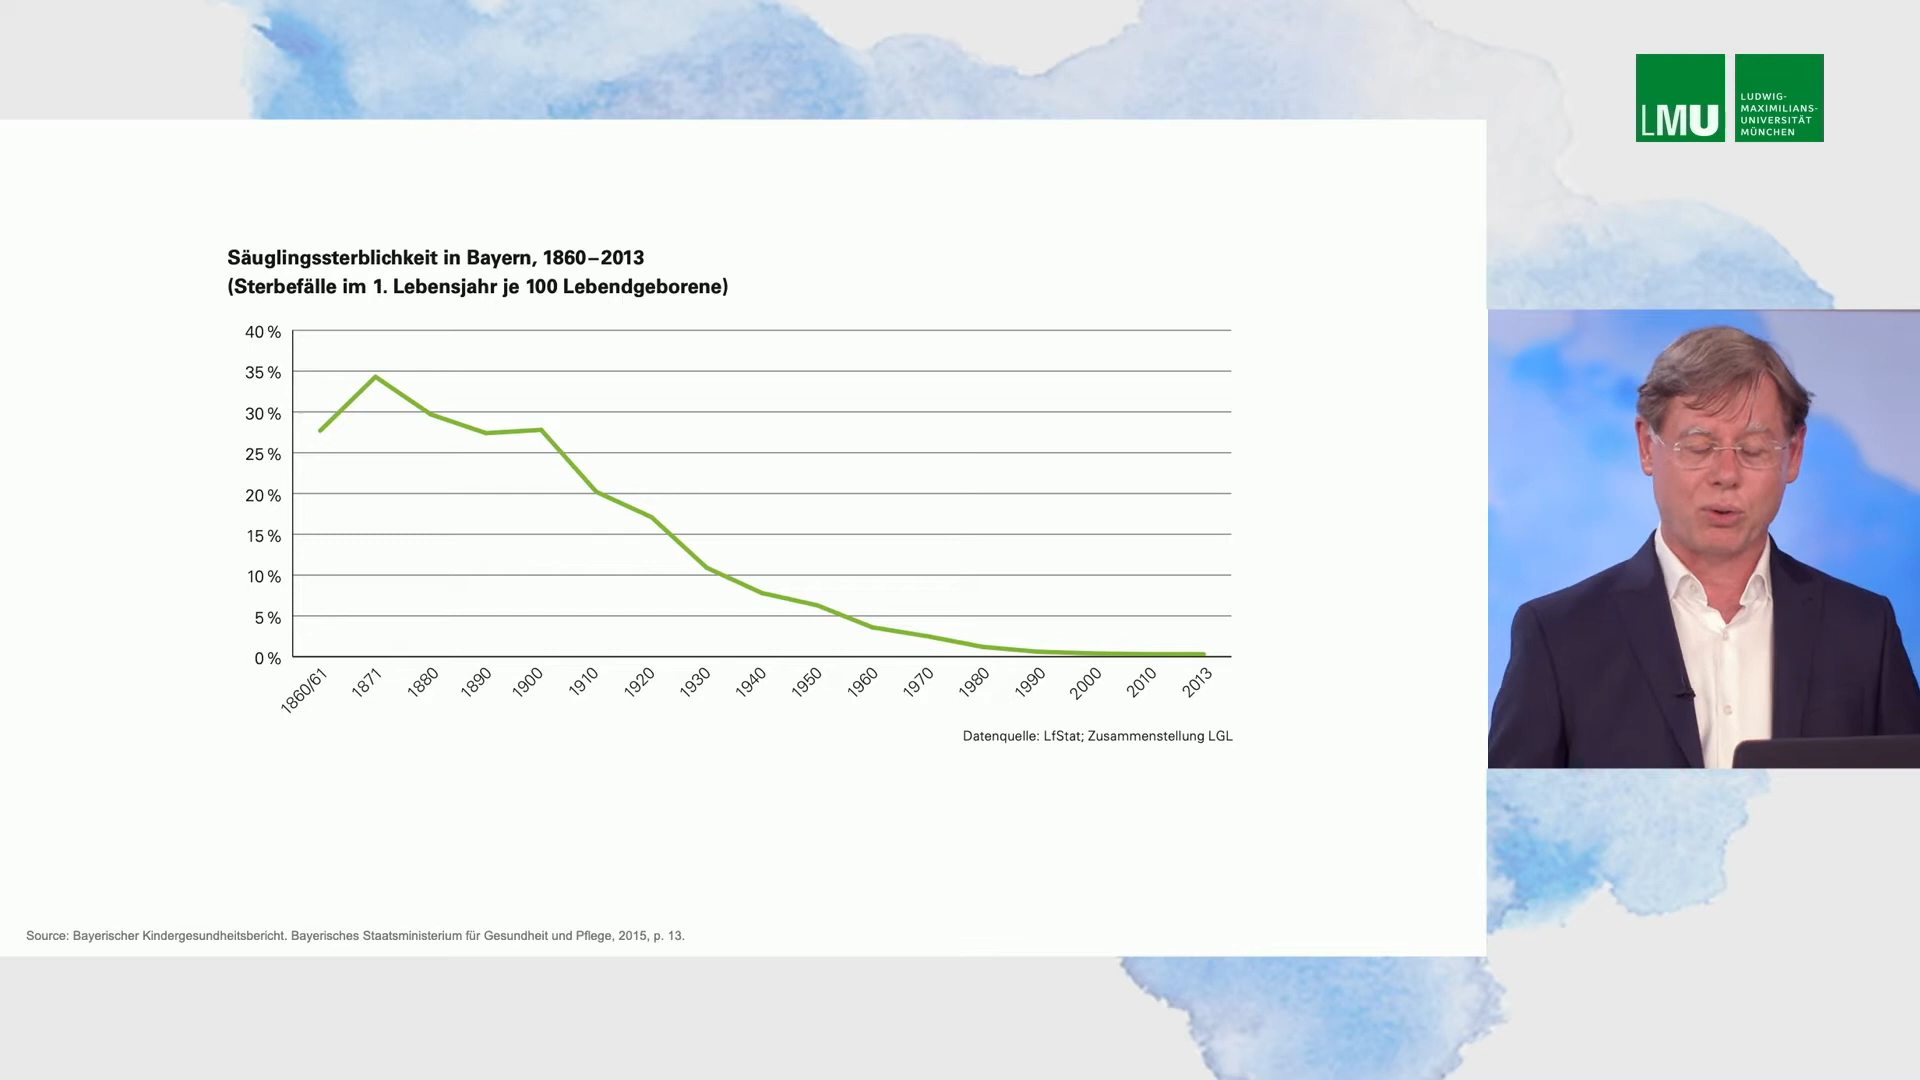 LMU
LUDWIG-
MAXIMILIANS-
UNIVERSITÄT
MÜNCHEN
Säuglingssterblichkeit in Bayern, 1860–2013
(Sterbefälle im 1. Lebensjahr je 100 Lebendgeborene)
40 %
35 %
30 %
25 %
20 %
15 %
10 %
5 %
0 %
1860/61 1871 1880 1890 1900 1910 1920 1930 1940 1950 1960 1970 1980 1990 2000 2010 2013
Datenquelle: LfStat; Zusammenstellung LGL
Source: Bayerischer Kindergesundheitsbericht. Bayerisches Staatsministerium für Gesundheit und Pflege, 2015, p. 13.